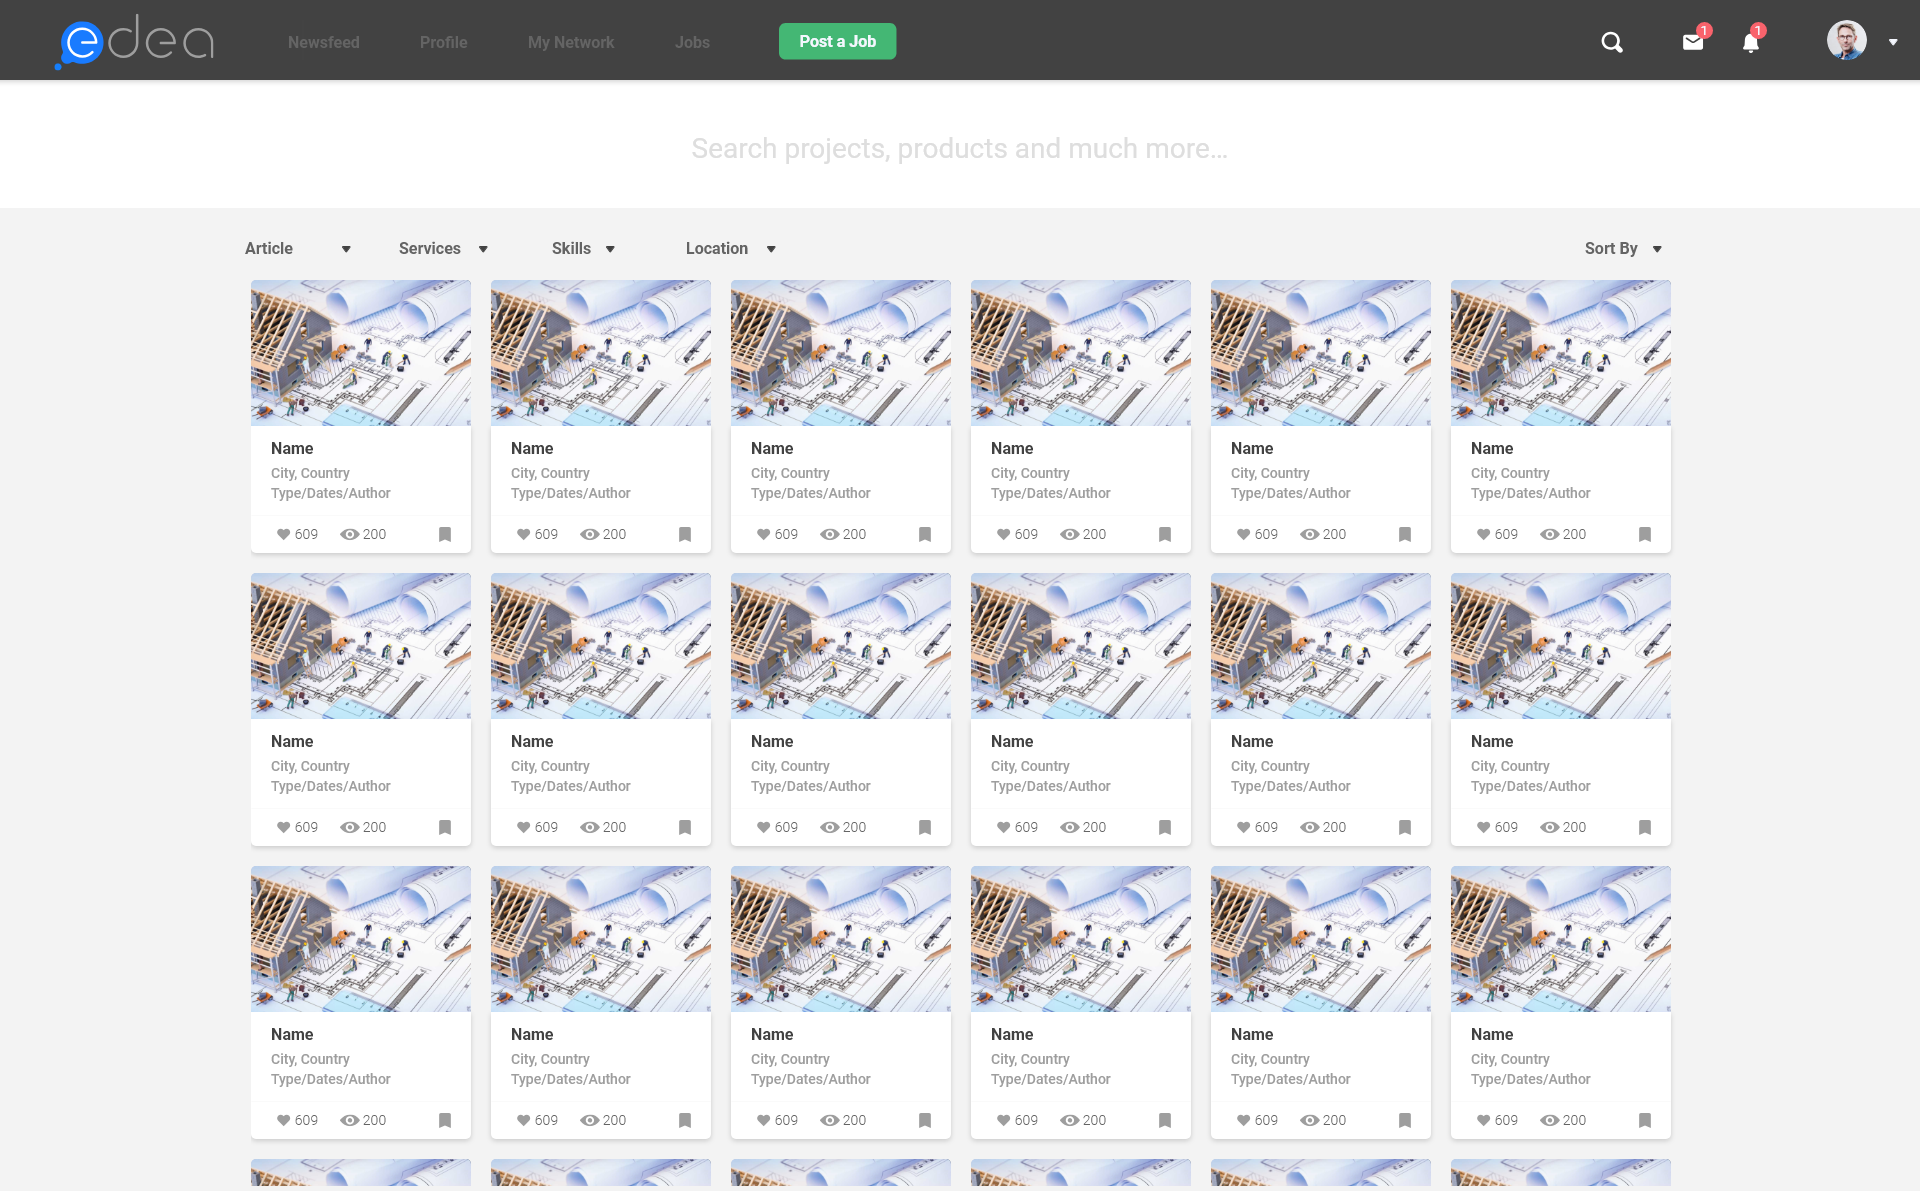 edea
Newsfeed Profile My Network Jobs Post a Job 1 1
Search projects, products and much more...
Article Services Skills Location Sort By
Name Name Name Name Name Name
City, Country City, Country City, Country City, Country City, Country City, Country
Type/Dates/Author Type/Dates/Author Type/Dates/Author Type/Dates/Author Type/Dates/Author Type/Dates/Author
609 200 609 200 609 200 609 200 609 200 609 200
Name Name Name Name Name Name
City, Country City, Country City, Country City, Country City, Country City, Country
Type/Dates/Author Type/Dates/Author Type/Dates/Author Type/Dates/Author Type/Dates/Author Type/Dates/Author
609 200 609 200 609 200 609 200 609 200 609 200
Name Name Name Name Name Name
City, Country City, Country City, Country City, Country City, Country City, Country
Type/Dates/Author Type/Dates/Author Type/Dates/Author Type/Dates/Author Type/Dates/Author Type/Dates/Author
609 200 609 200 609 200 609 200 609 200 609 200